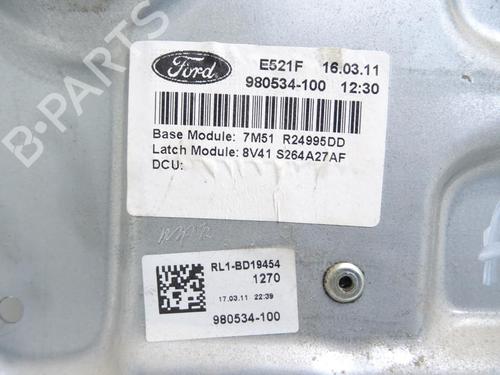 Ford
E521F 16.03.11
980534-100 12:30
Base Module: 7M51 R24995DD
Latch Module: 8V41 S264A27AF
DCU:
RL1-BD19454
1270
17.03.11 22:39
980534-100